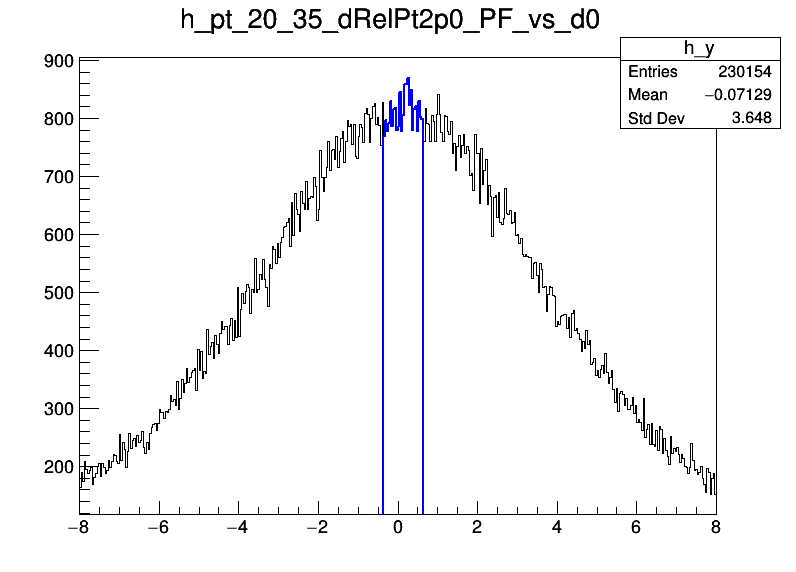 h_pt_20_35_dRelPt2p0_PF_vs_d0
h_y
Entries 230154
Mean −0.07129
Std Dev 3.648
900
800
700
600
500
400
300
200
−8 −6 −4 −2 0 2 4 6 8